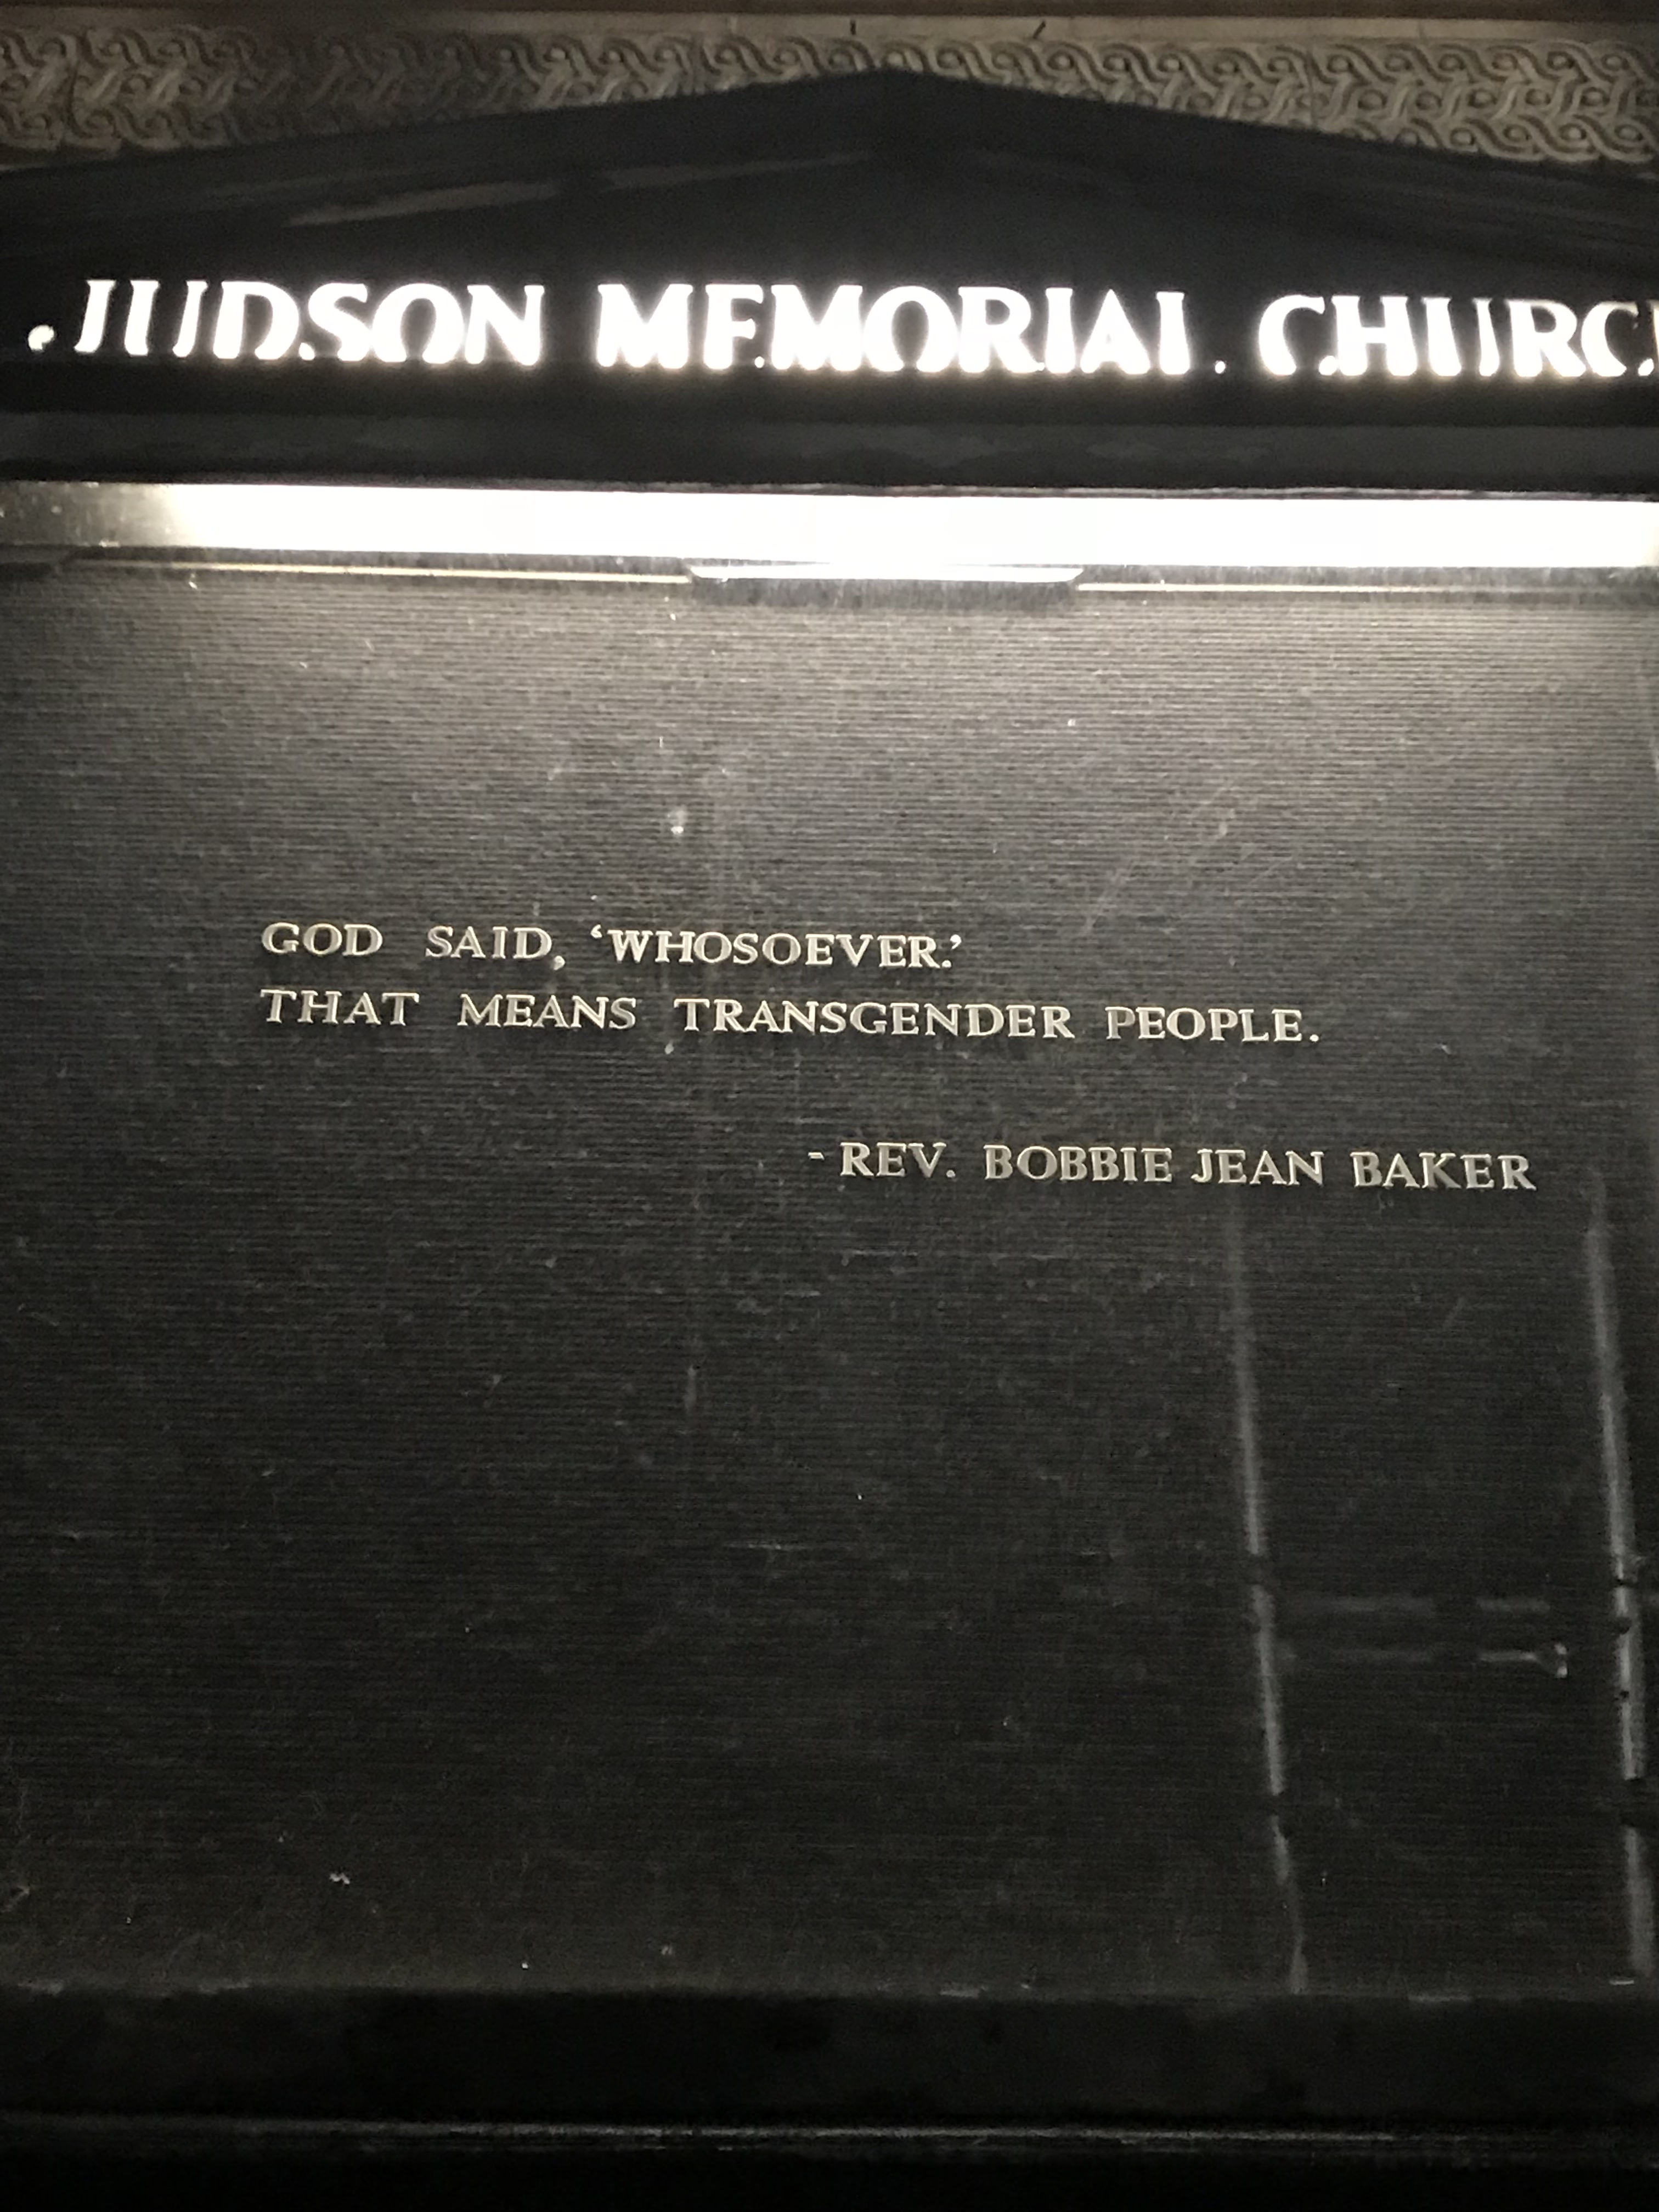 JUDSON MEMORIAL CHURC
GOD SAID, ‘WHOSOEVER.’
THAT MEANS TRANSGENDER PEOPLE.
- REV. BOBBIE JEAN BAKER